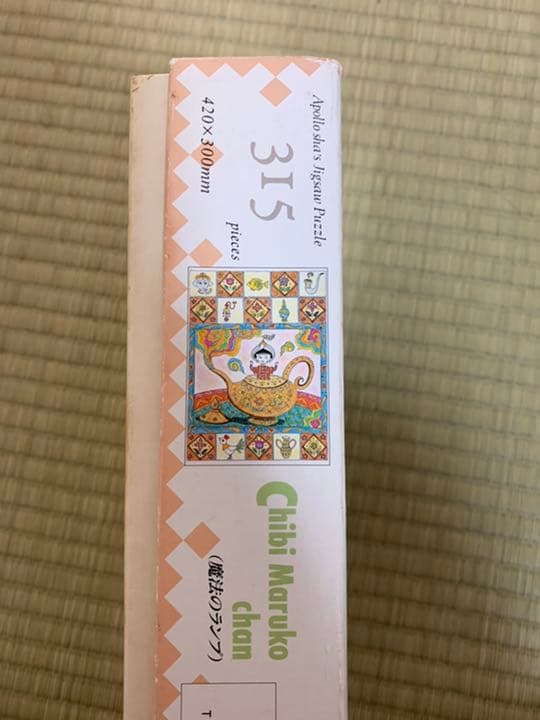 Apollo sha's Jigsaw Puzzle
315
pieces
420×300mm
Chibi Maruko
chan
(魔法のランプ)
T